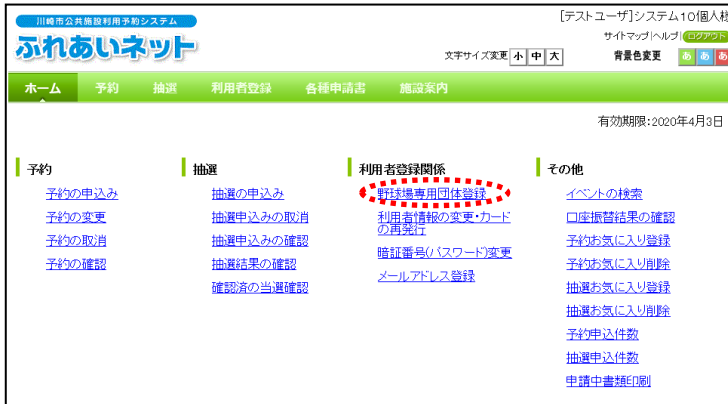 川崎市公共施設利用予約システム
ふれあいネット
[テストユーザ]システム10個人様
サイトマップ|ヘルプ|ログアウト
文字サイズ変更 小 中 大 背景色変更 あ あ あ
ホーム 予約 抽選 利用者登録 各種申請書 施設案内
有効期限:2020年4月3日
予約
予約の申込み
予約の変更
予約の取消
予約の確認
抽選
抽選の申込み
抽選申込みの取消
抽選申込みの確認
抽選結果の確認
確認済の当選確認
利用者登録関係
野球場専用団体登録
利用者情報の変更・カード
の再発行
暗証番号(パスワード)変更
メールアドレス登録
その他
イベントの検索
口座振替結果の確認
予約お気に入り登録
予約お気に入り削除
抽選お気に入り登録
抽選お気に入り削除
予約申込件数
抽選申込件数
申請中書類印刷